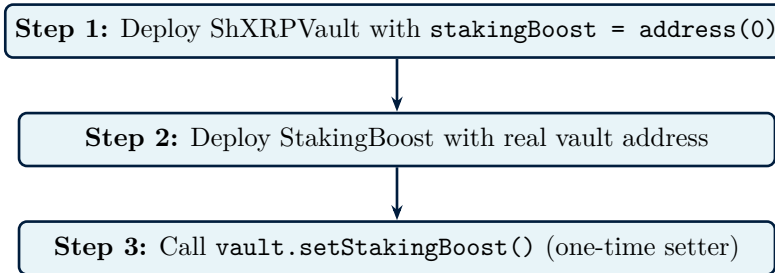 Step 1: Deploy ShXRPVault with stakingBoost = address(0)
Step 2: Deploy StakingBoost with real vault address
Step 3: Call vault.setStakingBoost() (one-time setter)